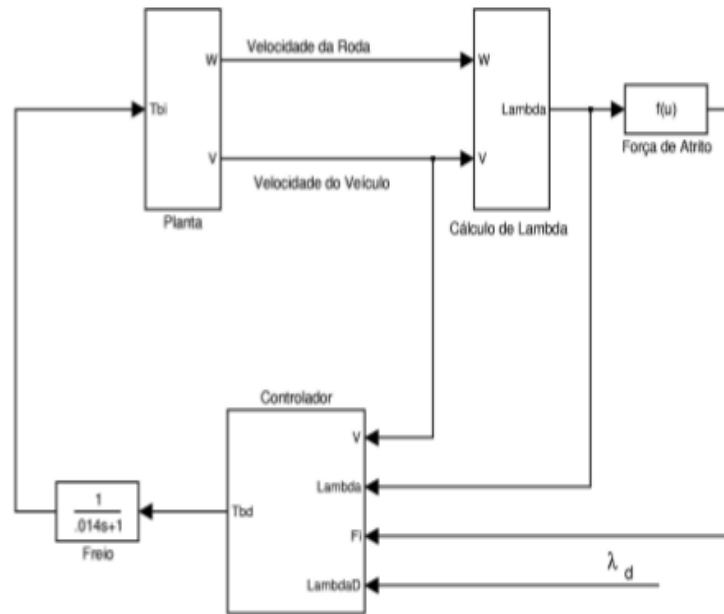 Velocidade da Roda
W
W
Tbi
Lambda
f(u)
V
V
Força de Atrito
Velocidade do Veículo
Planta
Cálculo de Lambda
Controlador
V
Lambda
1
.014s+1
Tbd
Fi
Freio
LambdaD
λ d